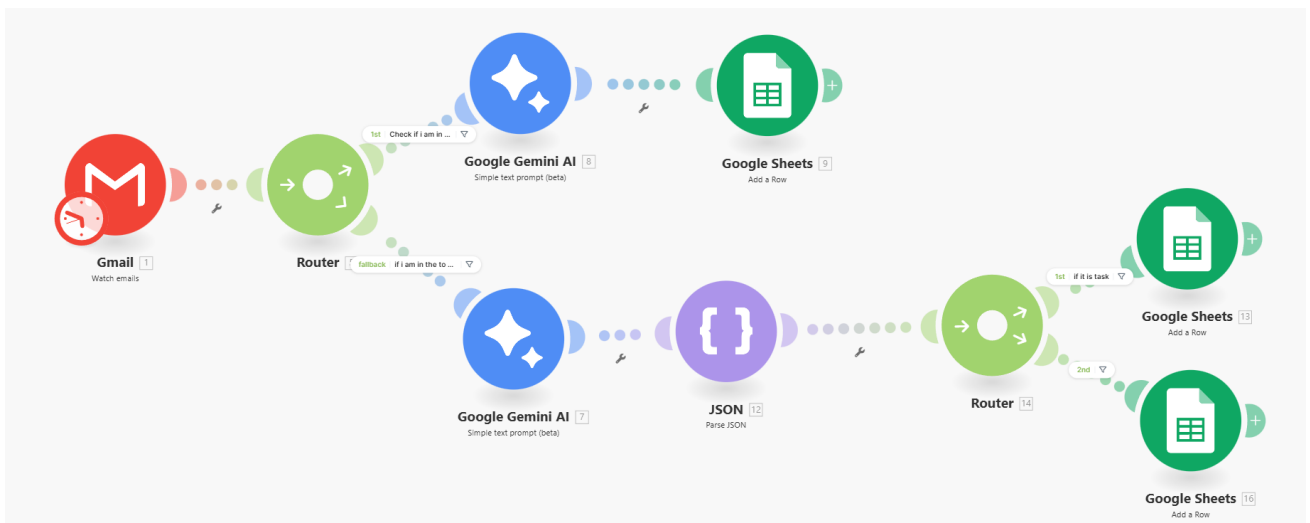 Google Gemini AI 8
Simple text prompt (beta)
Google Sheets 9
Add a Row
1st Check if i am in ...
Gmail 1
Watch emails
Router
fallback if i am in the to ...
Google Gemini AI 7
Simple text prompt (beta)
JSON 12
Parse JSON
Router 14
1st if it is task
Google Sheets 13
Add a Row
2nd
Google Sheets 16
Add a Row